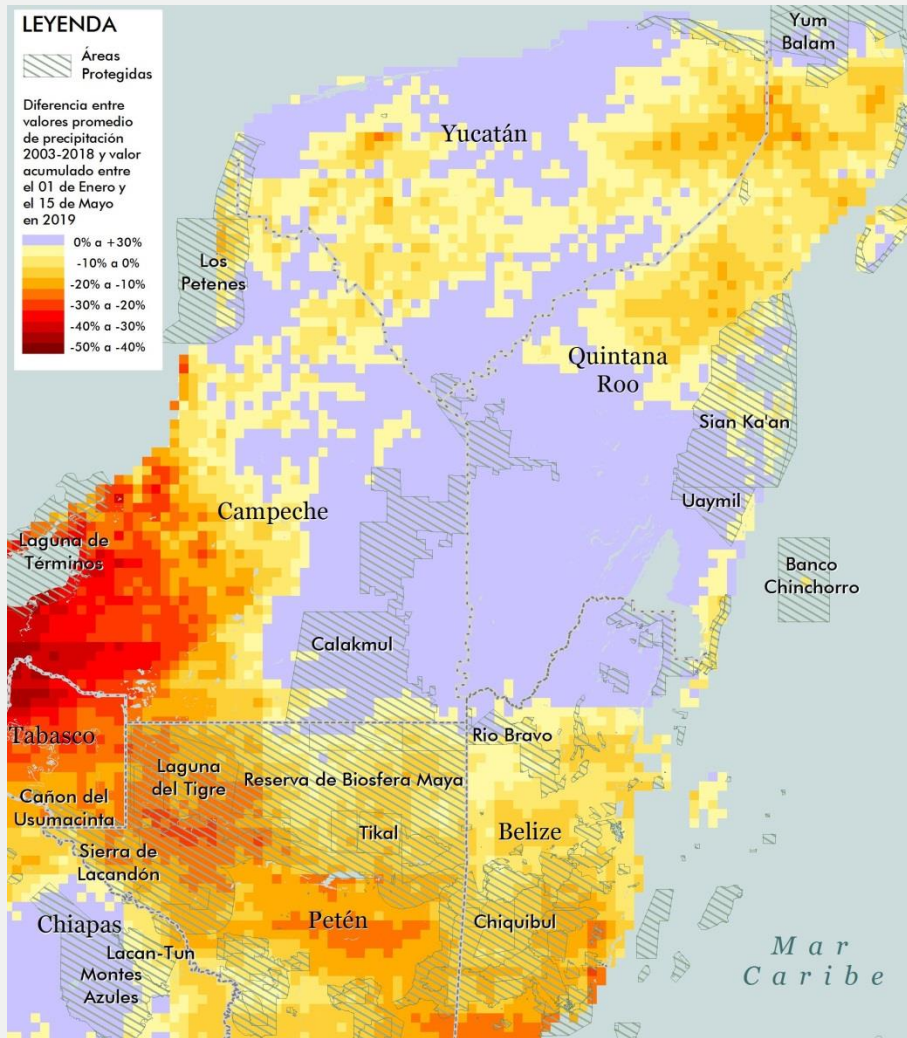 LEYENDA
Áreas
Protegidas
Diferencia entre
valores promedio
de precipitación
2003-2018 y valor
acumulado entre
el 01 de Enero y
el 15 de Mayo
en 2019
0% a +30%
-10% a 0%
-20% a -10%
-30% a -20%
-40% a -30%
-50% a -40%
Yum
Balam
Yucatán
Los
Petenes
Quintana
Roo
Sian Ka'an
Uaymil
Campeche
Laguna de
Términos
Banco
Chinchorro
Calakmul
Tabasco
Rio Bravo
Laguna
del Tigre
Reserva de Biosfera Maya
Cañon del
Usumacinta
Tikal
Belize
Sierra de
Lacandón
Petén
Chiquibul
Chiapas
Lacan-Tun
Montes
Azules
Mar
Caribe